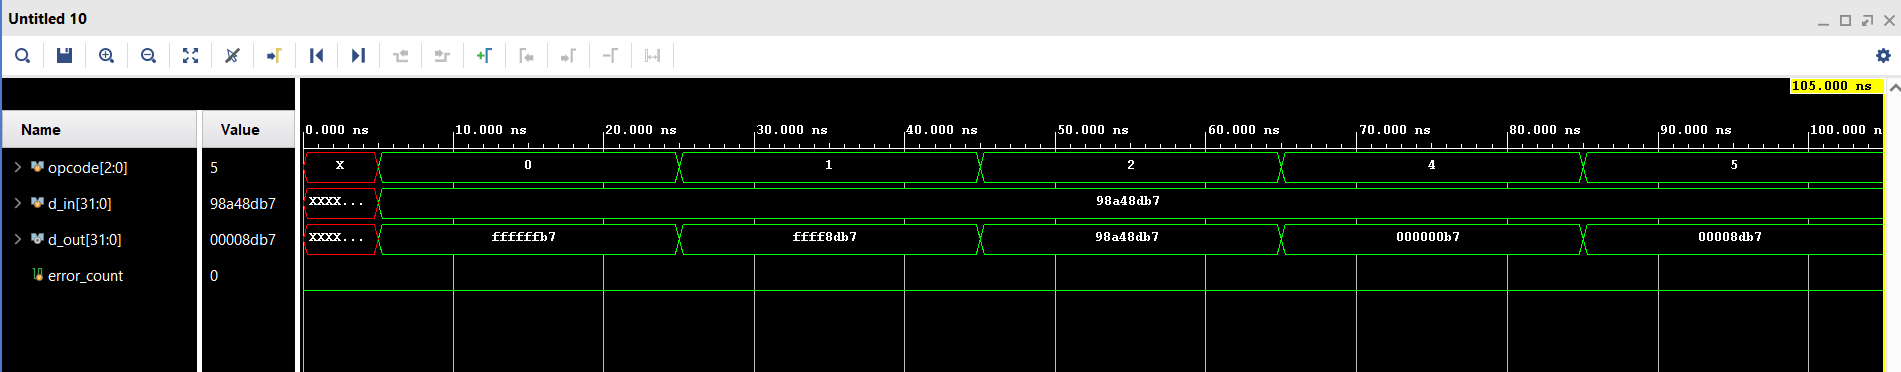 Untitled 10
105.000 ns
Name Value
0.000 ns 10.000 ns 20.000 ns 30.000 ns 40.000 ns 50.000 ns 60.000 ns 70.000 ns 80.000 ns 90.000 ns 100.000 n
opcode[2:0] 5 X 0 1 2 4 5
d_in[31:0] 98a48db7 XXXX... 98a48db7
d_out[31:0] 00008db7 XXXX... ffffffb7 ffff8db7 98a48db7 000000b7 00008db7
error_count 0